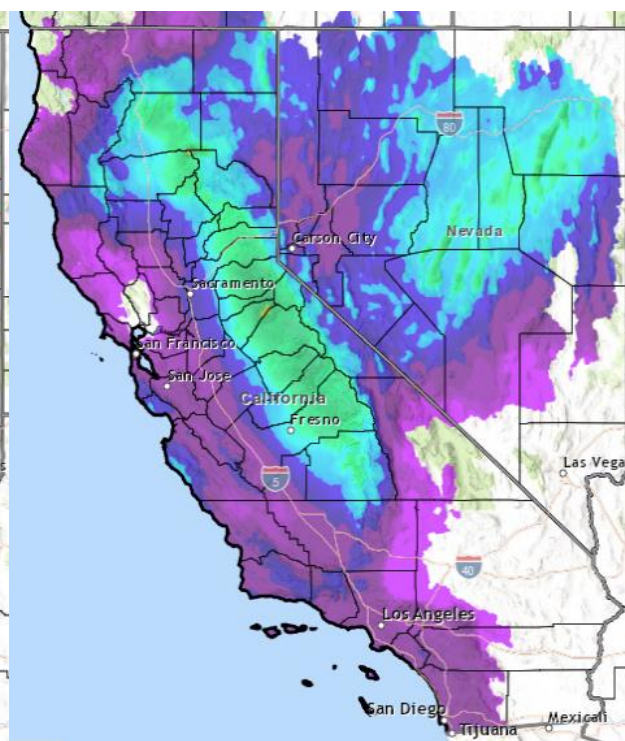 80
Nevada
Carson City
Sacramento
San Francisco
San Jose
California
Fresno
Las Vega
5
40
Los Angeles
San Diego
Mexicali
Tijuana